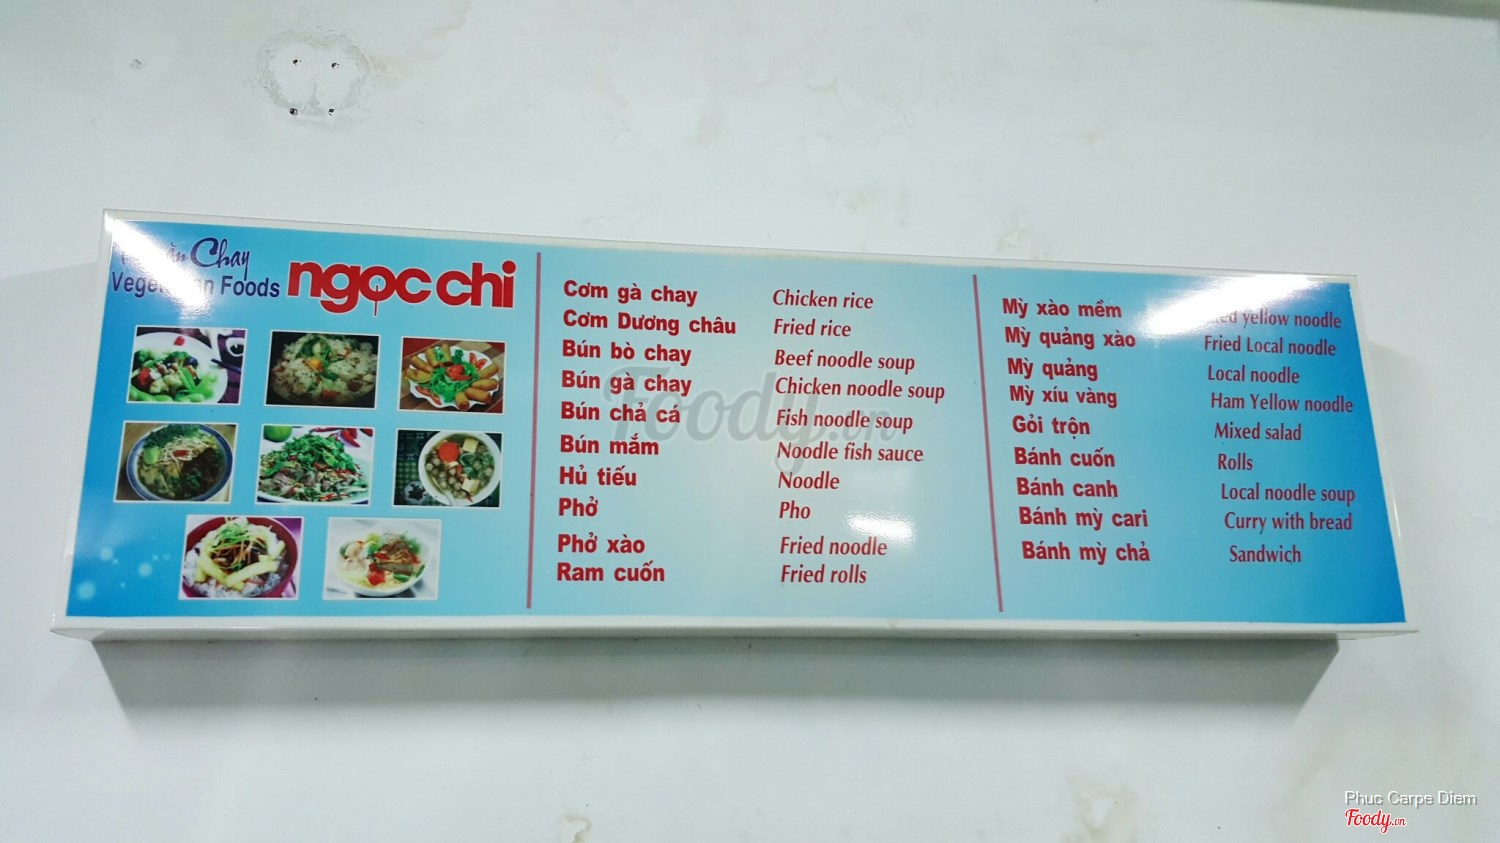 Chay
Foods
ngọc chi
Cơm gà chay Chicken rice
Cơm Dương châu Fried rice
Bún bò chay Beef noodle soup
Bún gà chay Chicken noodle soup
Bún chả cá Fish noodle soup
Bún mắm Noodle fish sauce
Hủ tiếu Noodle
Phở Pho
Phở xào Fried noodle
Ram cuốn Fried rolls
Mỳ xào mềm yellow noodle
Mỳ quảng xào Fried Local noodle
Mỳ quảng Local noodle
Mỳ xíu vàng Ham Yellow noodle
Gỏi trộn Mixed salad
Bánh cuốn Rolls
Bánh canh Local noodle soup
Bánh mỳ cari Curry with bread
Bánh mỳ chả Sandwich
Foody.vn
Phuc Carpe Diem
Foody.vn